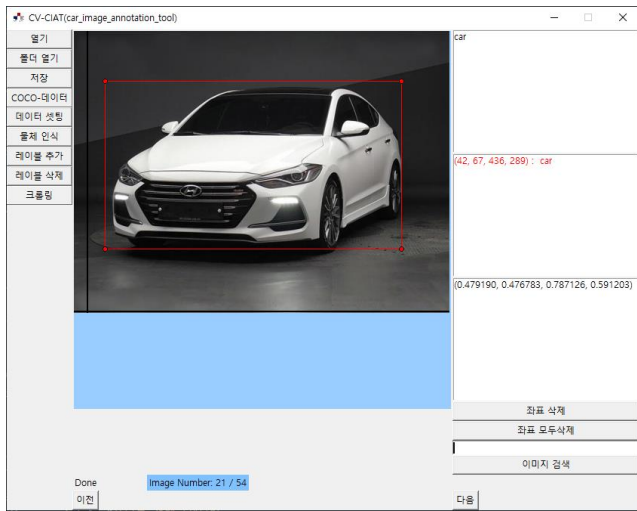 CV-CIAT(car_image_annotation_tool)
열기
폴더 열기
저장
COCO-데이터
데이터 셋팅
물체 인식
레이블 추가
레이블 삭제
크롤링
car
(42, 67, 436, 289) : car
(0.479190, 0.476783, 0.787126, 0.591203)
좌표 삭제
좌표 모두삭제
이미지 검색
Done
Image Number: 21 / 54
이전
다음